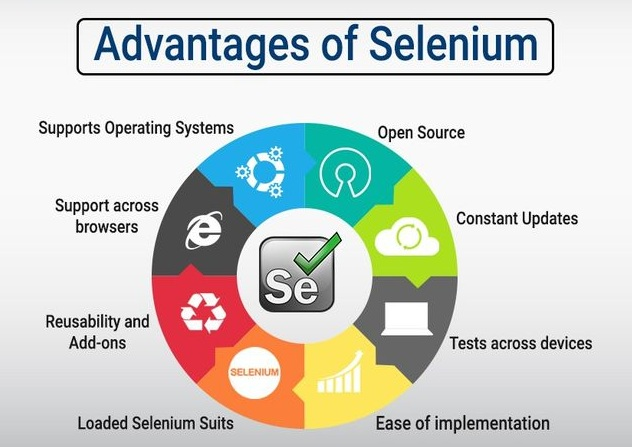 Advantages of Selenium
Supports Operating Systems
Open Source
Support across
browsers
Constant Updates
Se
Reusability and
Add-ons
Tests across devices
SELENIUM
Loaded Selenium Suits
Ease of implementation